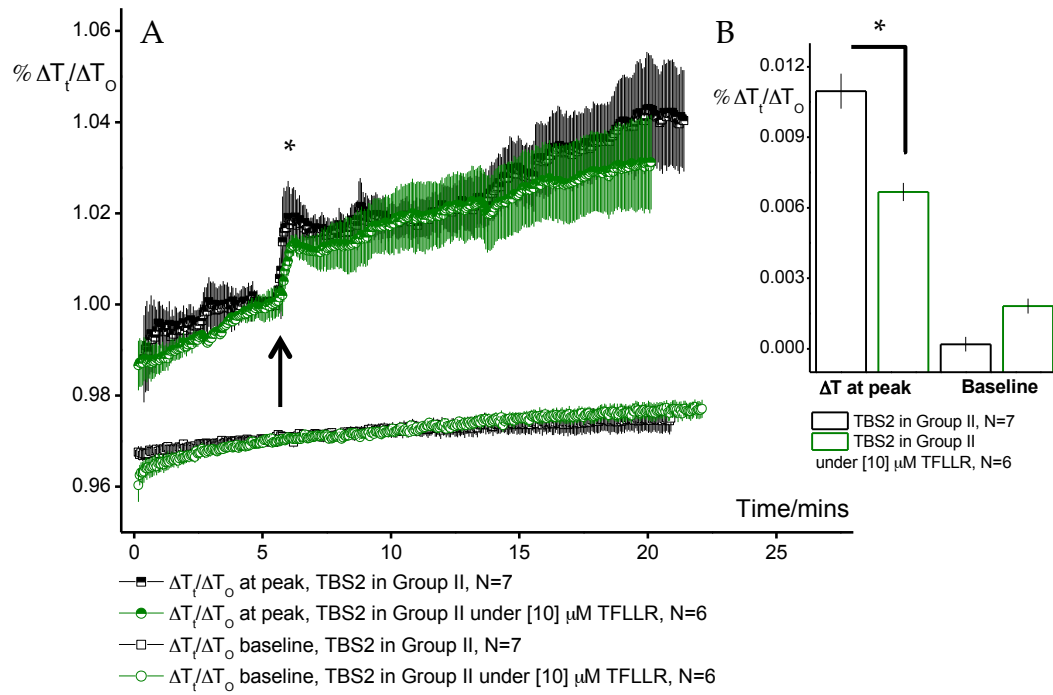 A
% ΔTt/ΔTO
1.06
1.04
1.02
1.00
0.98
0.96
*
Time/mins
0
5
10
15
20
25
ΔTt/ΔTO at peak, TBS2 in Group II, N=7
ΔTt/ΔTO at peak, TBS2 in Group II under [10] μM TFLLR, N=6
ΔTt/ΔTO baseline, TBS2 in Group II, N=7
ΔTt/ΔTO baseline, TBS2 in Group II under [10] μM TFLLR, N=6
B
*
% ΔTt/ΔTO
0.012
0.009
0.006
0.003
0.000
ΔT at peak
Baseline
TBS2 in Group II, N=7
TBS2 in Group II
under [10] μM TFLLR, N=6